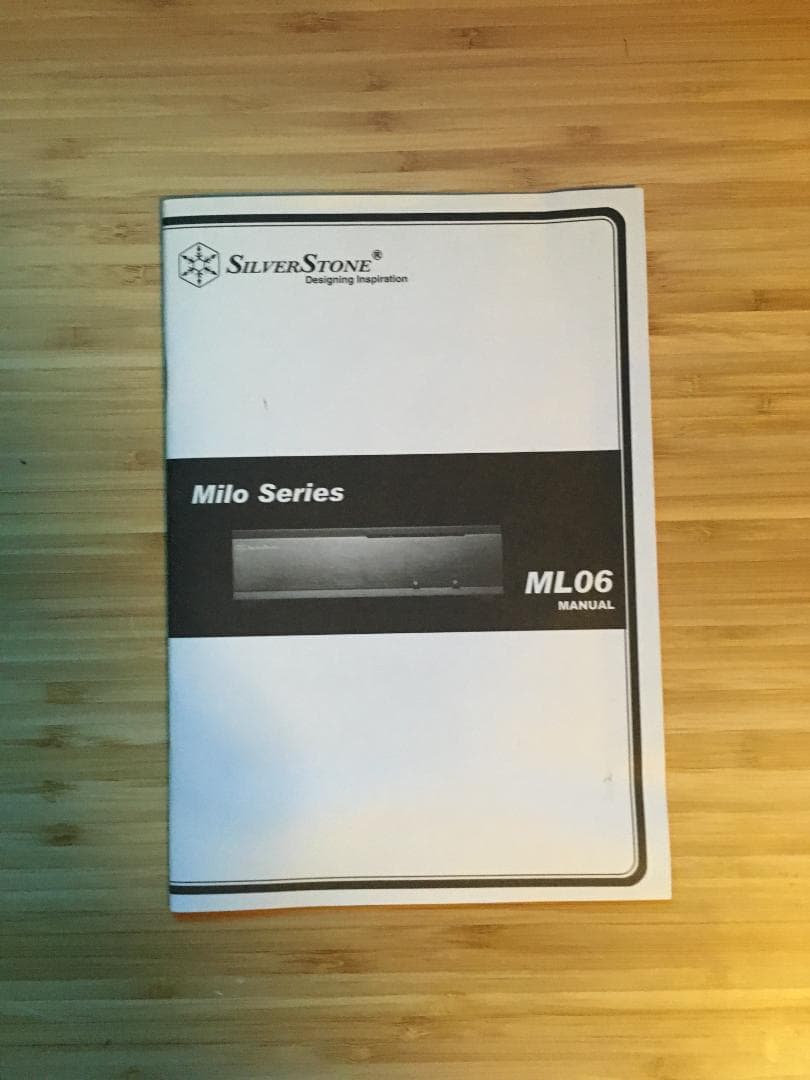 SILVERSTONE®
Designing Inspiration
Milo Series
ML06
MANUAL